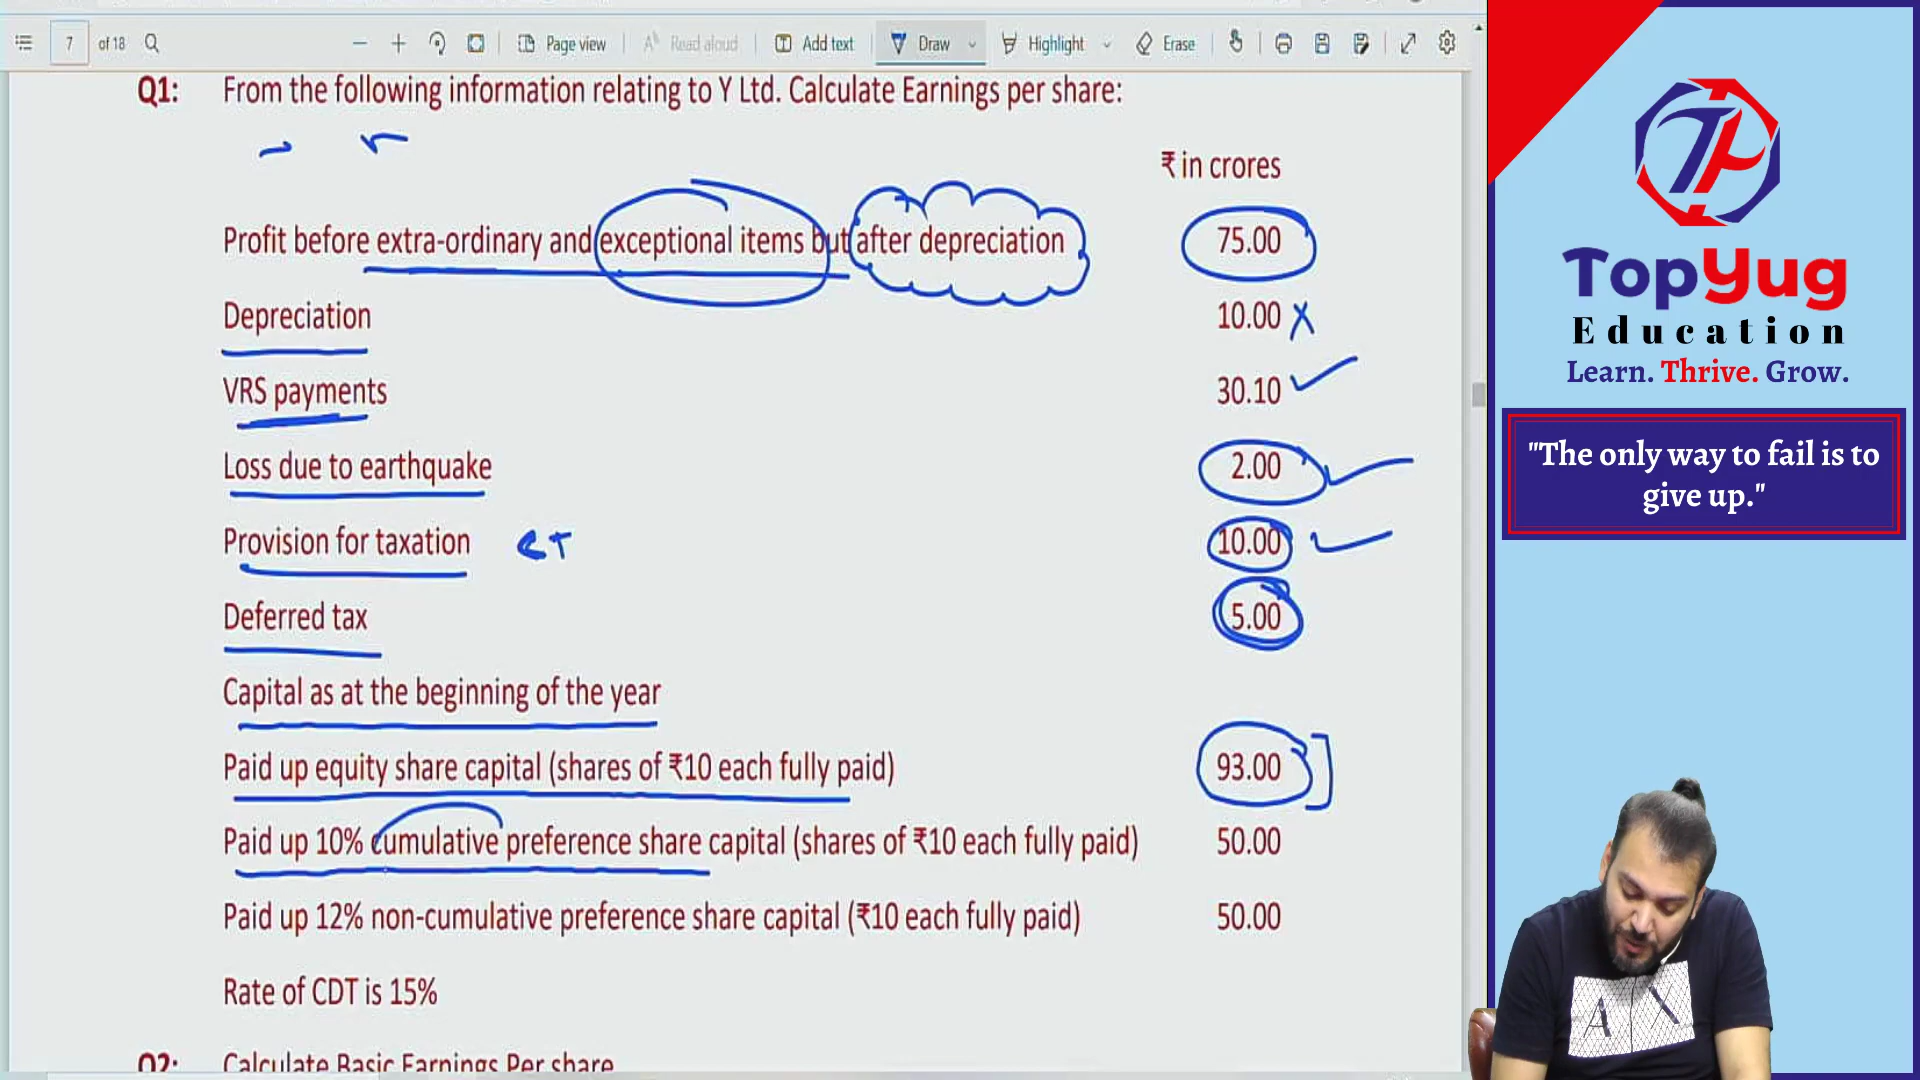 7 of 18 Page view Read aloud Add text Draw Highlight Erase
Q1: From the following information relating to Y Ltd. Calculate Earnings per share:
₹ in crores
Profit before extra-ordinary and exceptional items but after depreciation 75.00
Depreciation 10.00 X
VRS payments 30.10
Loss due to earthquake 2.00
Provision for taxation CT 10.00
Deferred tax 5.00
Capital as at the beginning of the year
Paid up equity share capital (shares of ₹10 each fully paid) 93.00
Paid up 10% cumulative preference share capital (shares of ₹10 each fully paid) 50.00
Paid up 12% non-cumulative preference share capital (₹10 each fully paid) 50.00
Rate of CDT is 15%
Q2: Calculate Basic Earnings Per share
TopYug
Education
Learn. Thrive. Grow.
"The only way to fail is to
give up."
A X